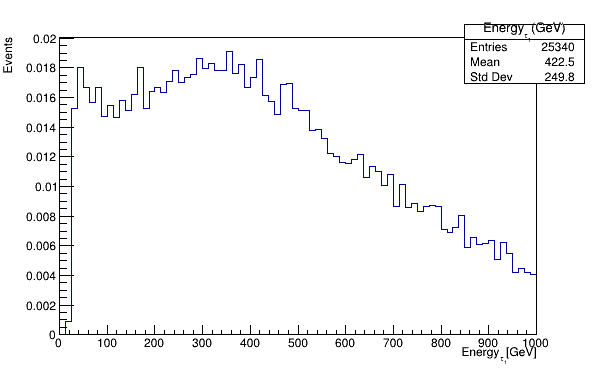 Energy_τ₁ (GeV)
Entries 25340
Mean 422.5
Std Dev 249.8
Events
0.02
0.018
0.016
0.014
0.012
0.01
0.008
0.006
0.004
0.002
0
0 100 200 300 400 500 600 700 800 900 1000
Energy_τ₁ [GeV]